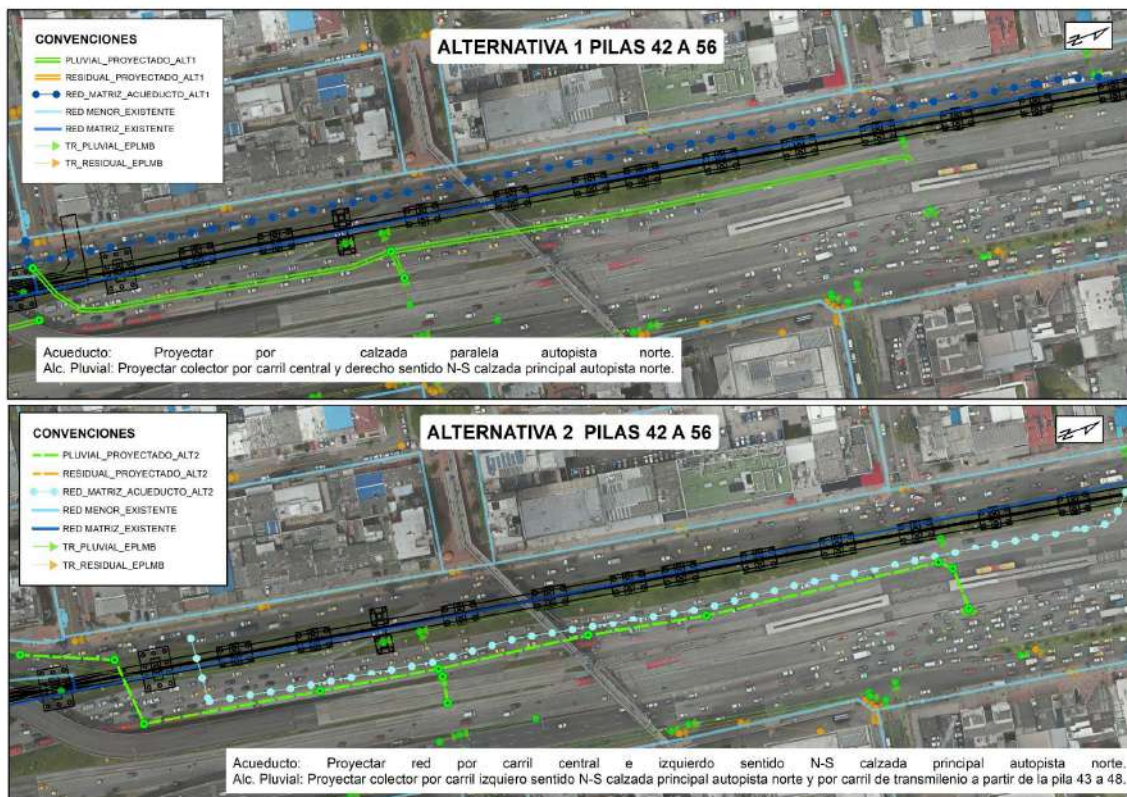 CONVENCIONES
PLUVIAL_PROYECTADO_ALT1
RESIDUAL_PROYECTADO_ALT1
RED_MATRIZ_ACUEDUCTO_ALT1
RED MENOR_EXISTENTE
RED MATRIZ_EXISTENTE
TR_PLUVIAL_EPLMB
TR_RESIDUAL_EPLMB
ALTERNATIVA 1 PILAS 42 A 56
Z
Acueducto: Proyectar por calzada paralela autopista norte.
Alc. Pluvial: Proyectar colector por carril central y derecho sentido N-S calzada principal autopista norte.
CONVENCIONES
PLUVIAL_PROYECTADO_ALT2
RESIDUAL_PROYECTADO_ALT2
RED_MATRIZ_ACUEDUCTO_ALT2
RED MENOR_EXISTENTE
RED MATRIZ_EXISTENTE
TR_PLUVIAL_EPLMB
TR_RESIDUAL_EPLMB
ALTERNATIVA 2 PILAS 42 A 56
Z
Acueducto: Proyectar red por carril central e izquierdo sentido N-S calzada principal autopista norte.
Alc. Pluvial: Proyectar colector por carril izquiero sentido N-S calzada principal autopista norte y por carril de transmilenio a partir de la pila 43 a 48.